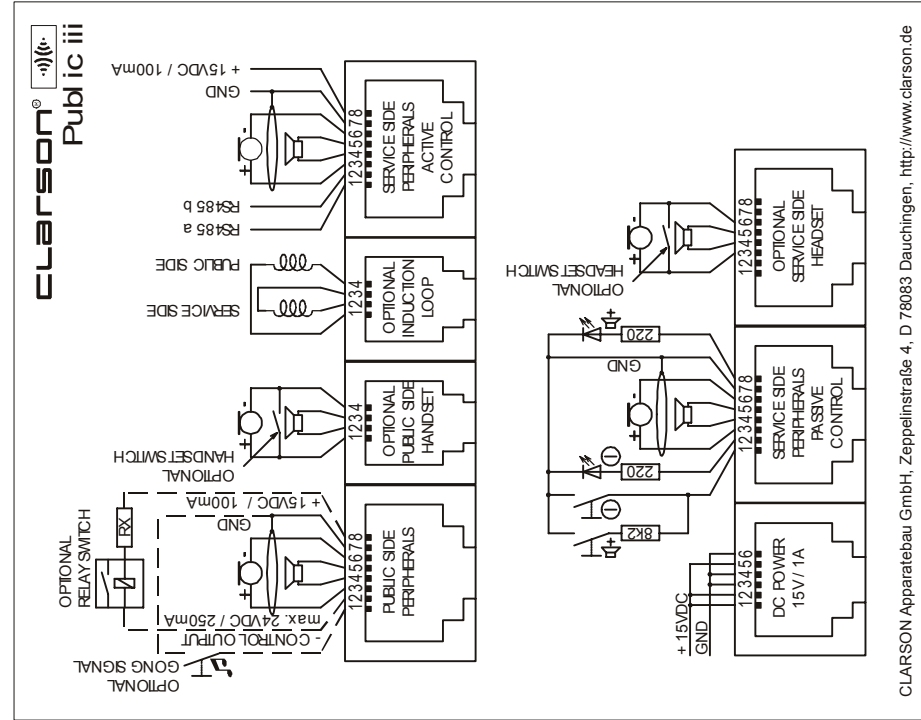 CLARSON®
Public iii
+ 15VDC / 100mA
GND
+ -
RS485 b
RS485 a
12345678
SERVICE SIDE
PERIPHERALS
ACTIVE
CONTROL
PUBLIC SIDE
SERVICE SIDE
1234
OPTIONAL
INDUCTION
LOOP
OPTIONAL
HANDSET SWITCH
+ -
1234
OPTIONAL
PUBLIC SIDE
HANDSET
OPTIONAL
RELAY SWITCH
RX
+ 15VDC / 100mA
GND
+ -
max. 24VDC / 250mA
- CONTROL OUTPUT
OPTIONAL
GONG SIGNAL
12345678
PUBLIC SIDE
PERIPHERALS
OPTIONAL
HEADSET SWITCH
+ -
12345678
OPTIONAL
SERVICE SIDE
HEADSET
+
220
GND
+ -
220
8k2
12345678
SERVICE SIDE
PERIPHERALS
PASSIVE
CONTROL
+ 15VDC
GND
123456
DC POWER
15V / 1A
CLARSON Apparatebau GmbH, Zeppelinstraße 4, D 78083 Dauchingen, http://www.clarson.de